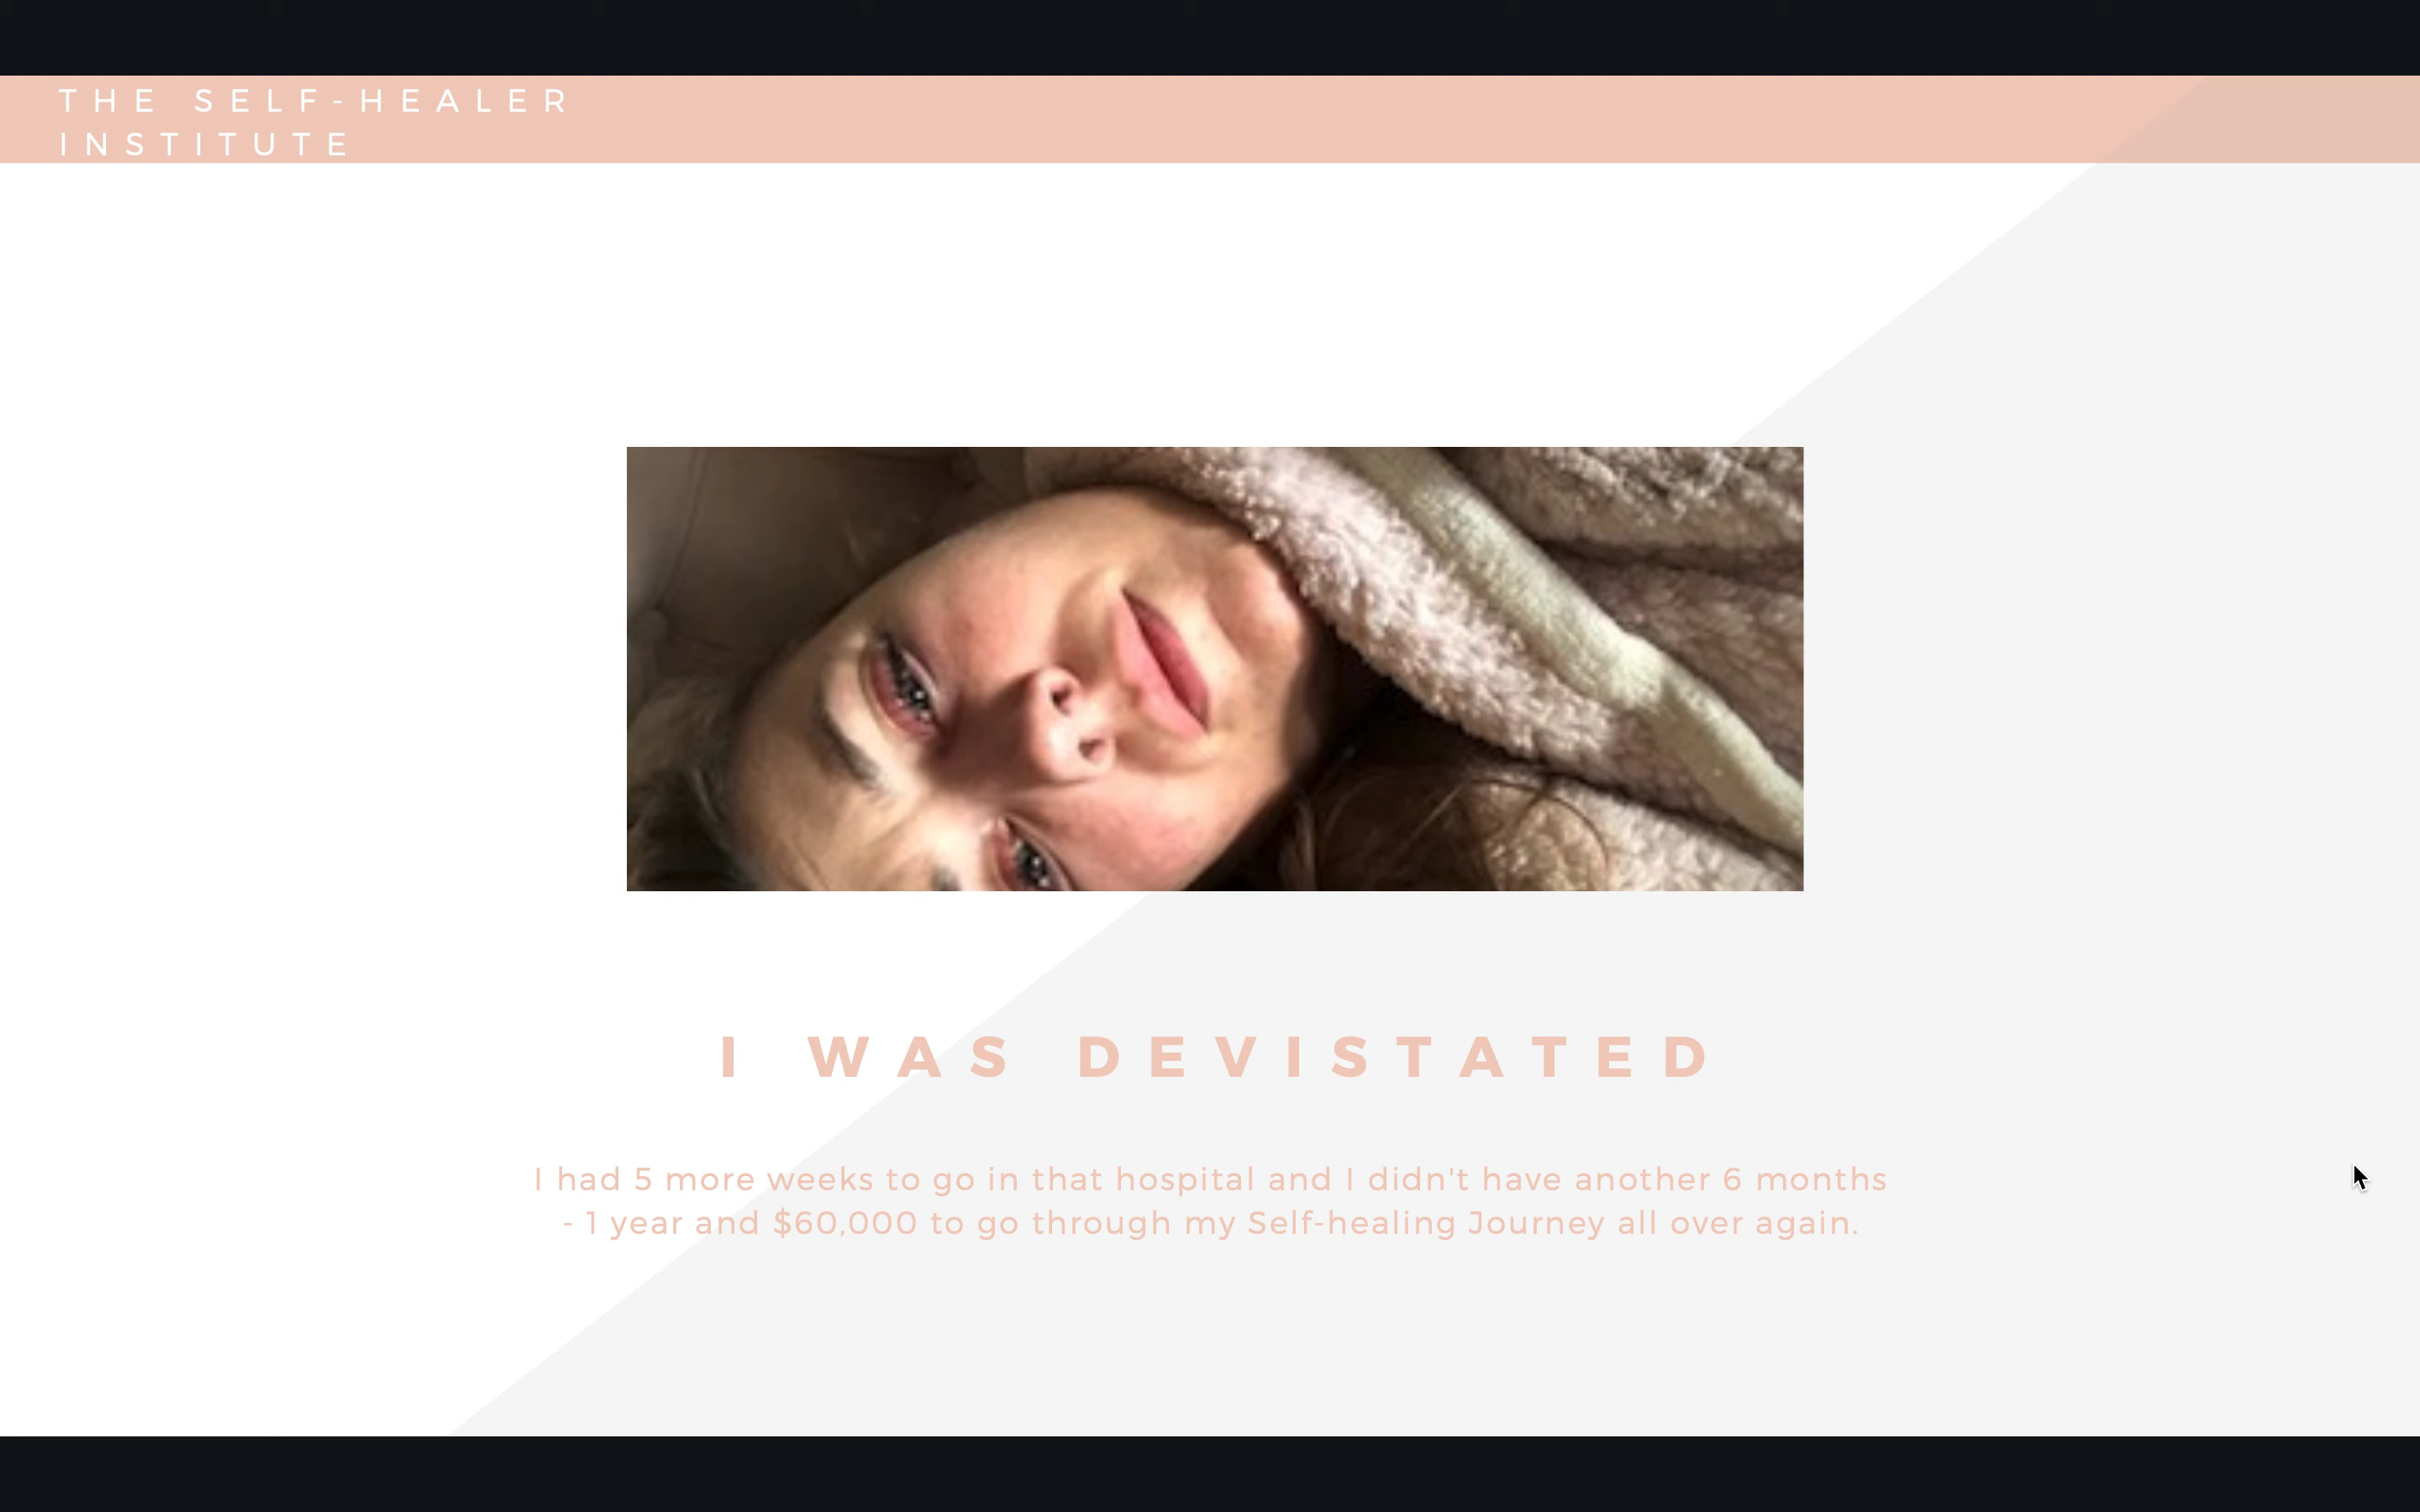 THE SELF-HEALER
INSTITUTE
I WAS DEVISTATED
I had 5 more weeks to go in that hospital and I didn't have another 6 months
- 1 year and $60,000 to go through my Self-healing Journey all over again.